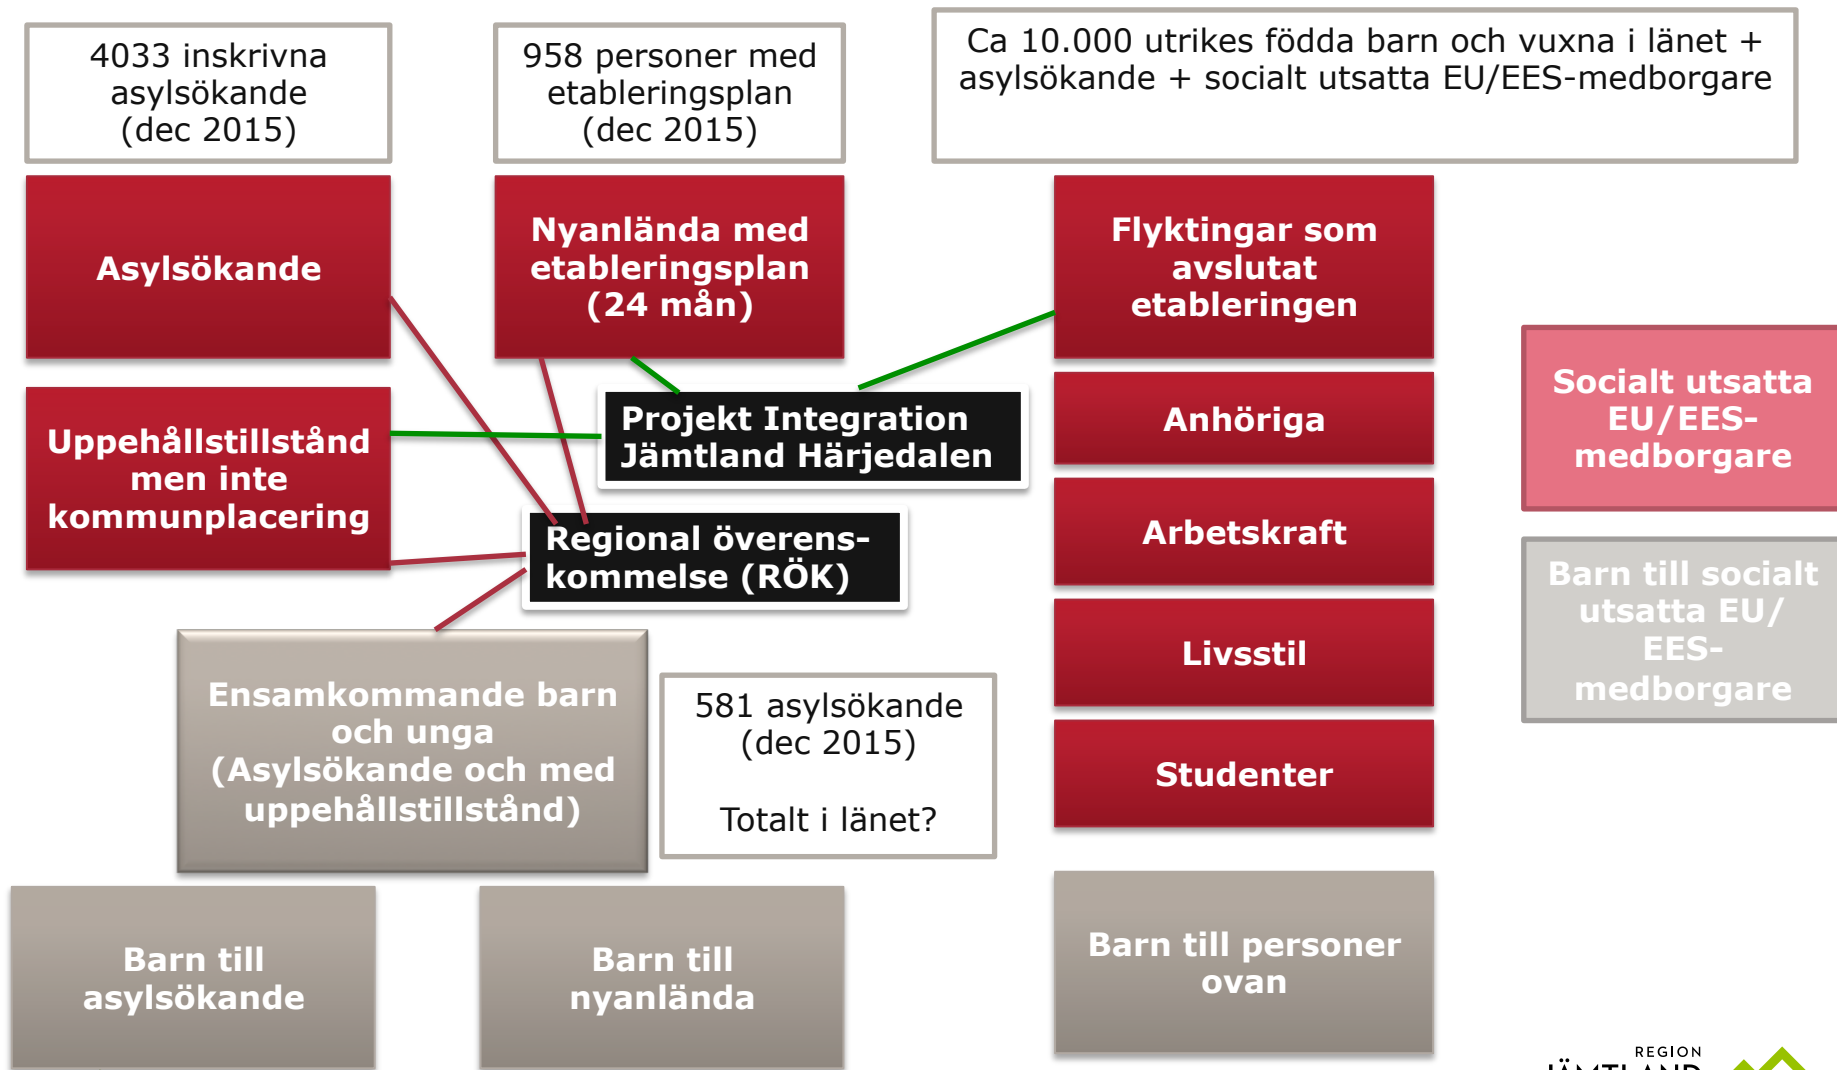 4033 inskrivna
asylsökande
(dec 2015)
958 personer med
etableringsplan
(dec 2015)
Ca 10.000 utrikes födda barn och vuxna i länet +
asylsökande + socialt utsatta EU/EES-medborgare
Asylsökande
Nyanlända med
etableringsplan
(24 mån)
Flyktingar som
avslutat
etableringen
Uppehållstillstånd
men inte
kommunplacering
Projekt Integration
Jämtland Härjedalen
Regional överens-
kommelse (RÖK)
Anhöriga
Arbetskraft
Livsstil
Studenter
Socialt utsatta
EU/EES-
medborgare
Barn till socialt
utsatta EU/
EES-
medborgare
Ensamkommande barn
och unga
(Asylsökande och med
uppehållstillstånd)
581 asylsökande
(dec 2015)
Totalt i länet?
Barn till
asylsökande
Barn till
nyanlända
Barn till personer
ovan
REGION
JÄMTLAND